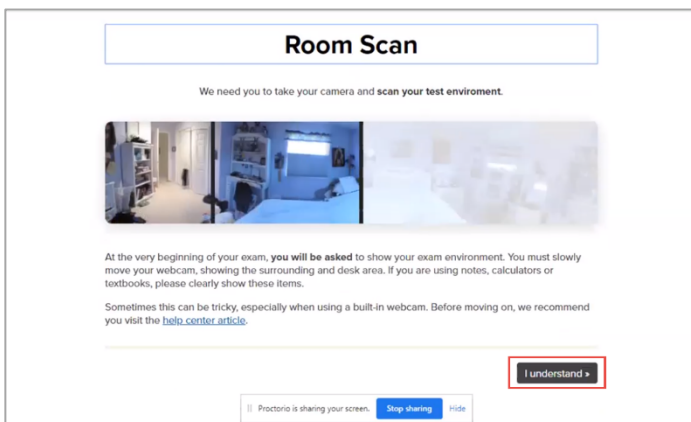 Room Scan
We need you to take your camera and scan your test enviroment.
At the very beginning of your exam, you will be asked to show your exam environment. You must slowly
move your webcam, showing the surrounding and desk area. If you are using notes, calculators or
textbooks, please clearly show these items.
Sometimes this can be tricky, especially when using a built-in webcam. Before moving on, we recommend
you visit the help center article.
I understand »
Proctorio is sharing your screen. Stop sharing Hide